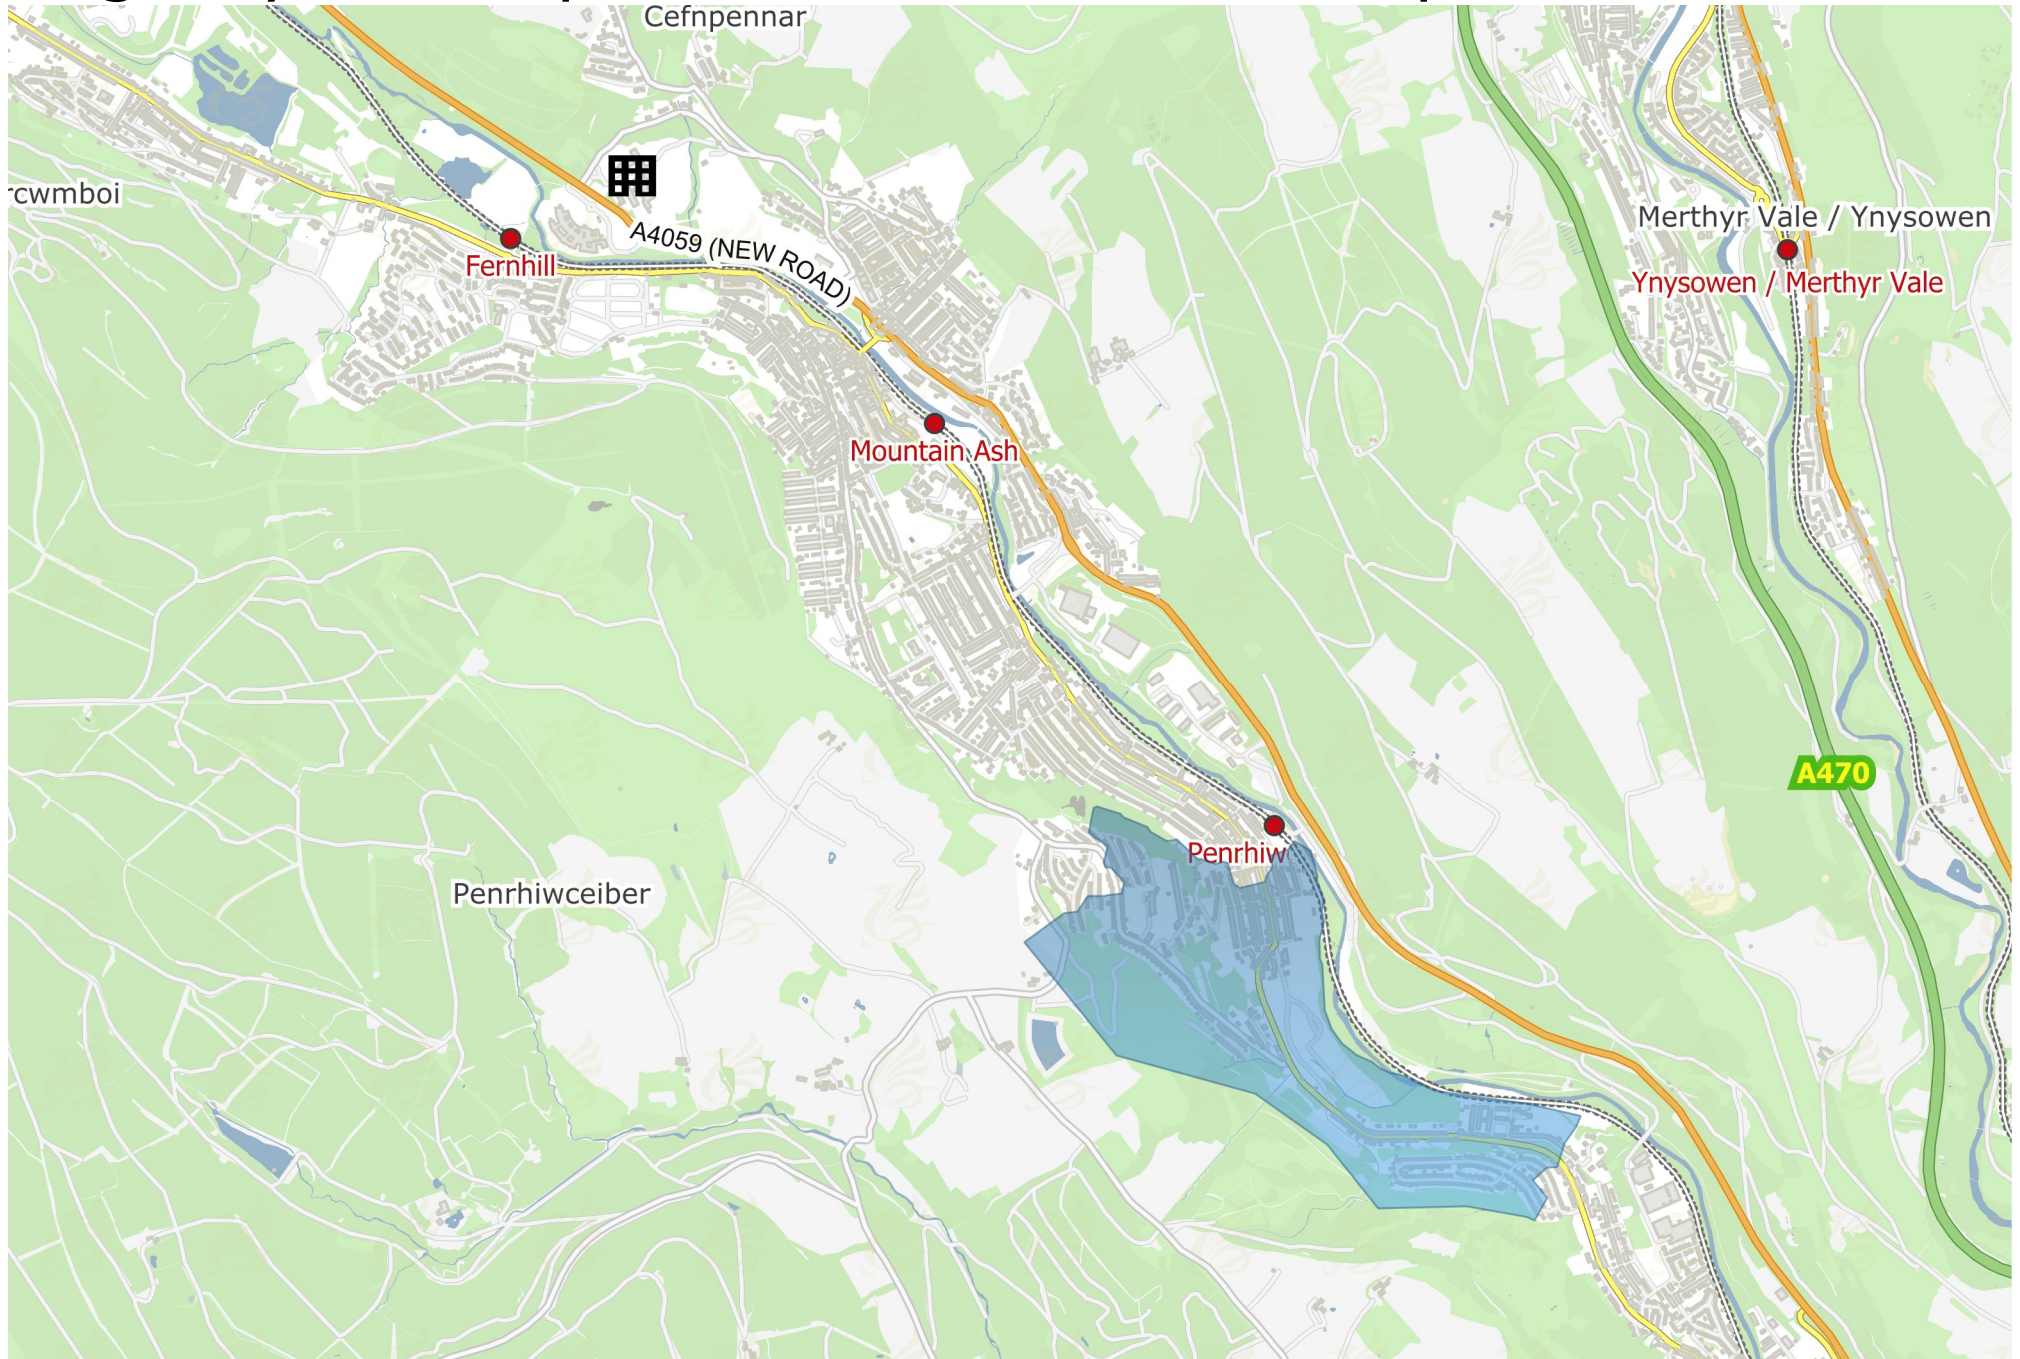 Cefnpennar
rcwmboi
Merthyr Vale / Ynysowen
A4059 (NEW ROAD)
Fernhill
Ynysowen / Merthyr Vale
Mountain Ash
A470
Penrhiw
Penrhiwceiber